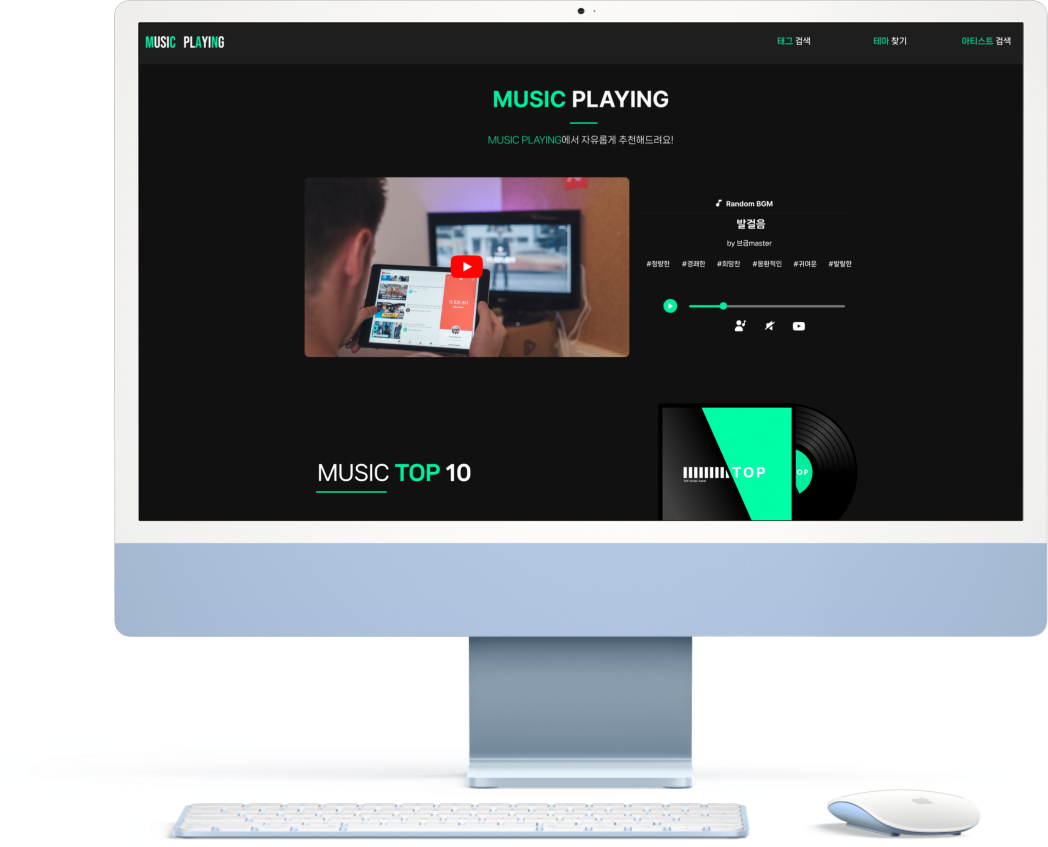 MUSIC PLAYING
태그 검색
테마 찾기
아티스트 검색
MUSIC PLAYING
MUSIC PLAYING에서 자유롭게 추천해드려요!
Random BGM
발걸음
by 브금master
#청량한 #경쾌한 #희망찬 #몽환적인 #귀여운 #발랄한
MUSIC TOP 10
TOP
OP